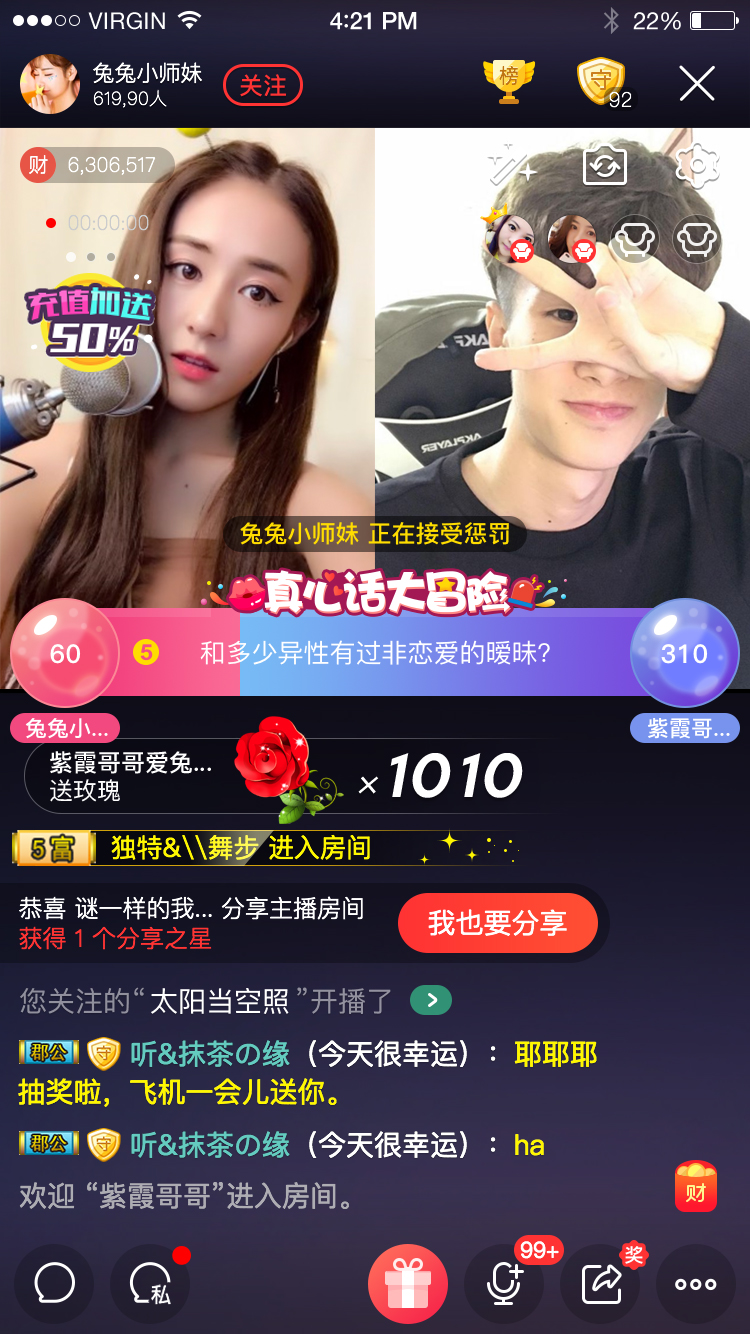 VIRGIN
4:21 PM
22%
兔兔小师妹
619,90人
关注
榜
守
92
财
6,306,517
00:00:00
充值加送
50%
AKPLAYER
兔兔小师妹 正在接受惩罚
真心话大冒险
60
5
和多少异性有过非恋爱的暧昧?
310
兔兔小...
紫霞哥...
紫霞哥哥爱兔...
送玫瑰
×1010
5富
独特&\\舞步 进入房间
恭喜 谜一样的我... 分享主播房间
获得 1 个分享之星
我也要分享
您关注的“太阳当空照 ”开播了
郡公 守 听&抹茶の缘（今天很幸运）：耶耶耶
抽奖啦，飞机一会儿送你。
郡公 守 听&抹茶の缘（今天很幸运）：ha
欢迎 “紫霞哥哥”进入房间。
财
私
99+
奖